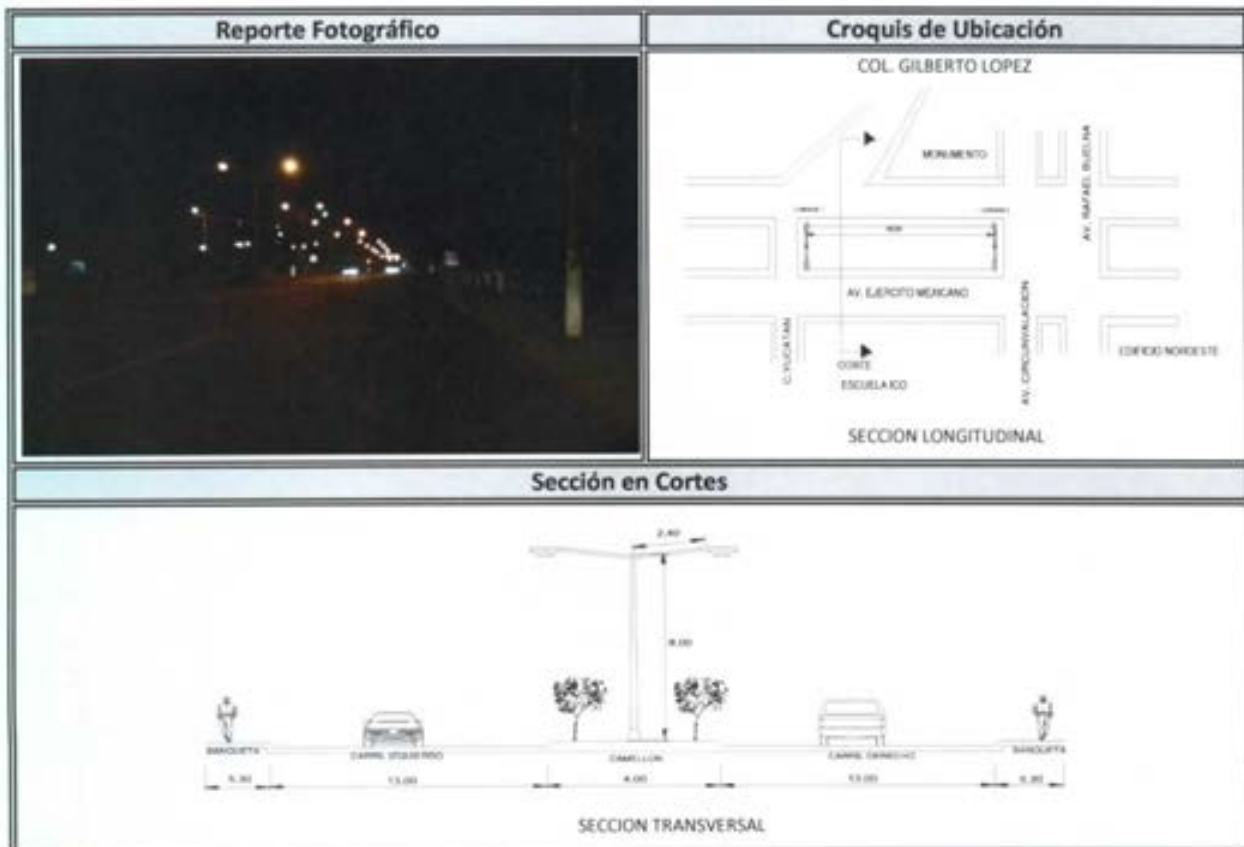 Reporte Fotográfico
Croquis de Ubicación
COL. GILBERTO LOPEZ
MONUMENTO
AV. RAFAEL BUELNA
AV. EJERCITO MEXICANO
C.YUCATAN
AV. CIRCUNVALACION
EDIFICIO NOROESTE
CORTE
ESCUELA ICO
SECCION LONGITUDINAL
Sección en Cortes
2.40
8.00
BANQUETA
CARRIL IZQUIERDO
CAMELLON
CARRIL DERECHO
BANQUETA
13.00
4.00
13.00
SECCION TRANSVERSAL